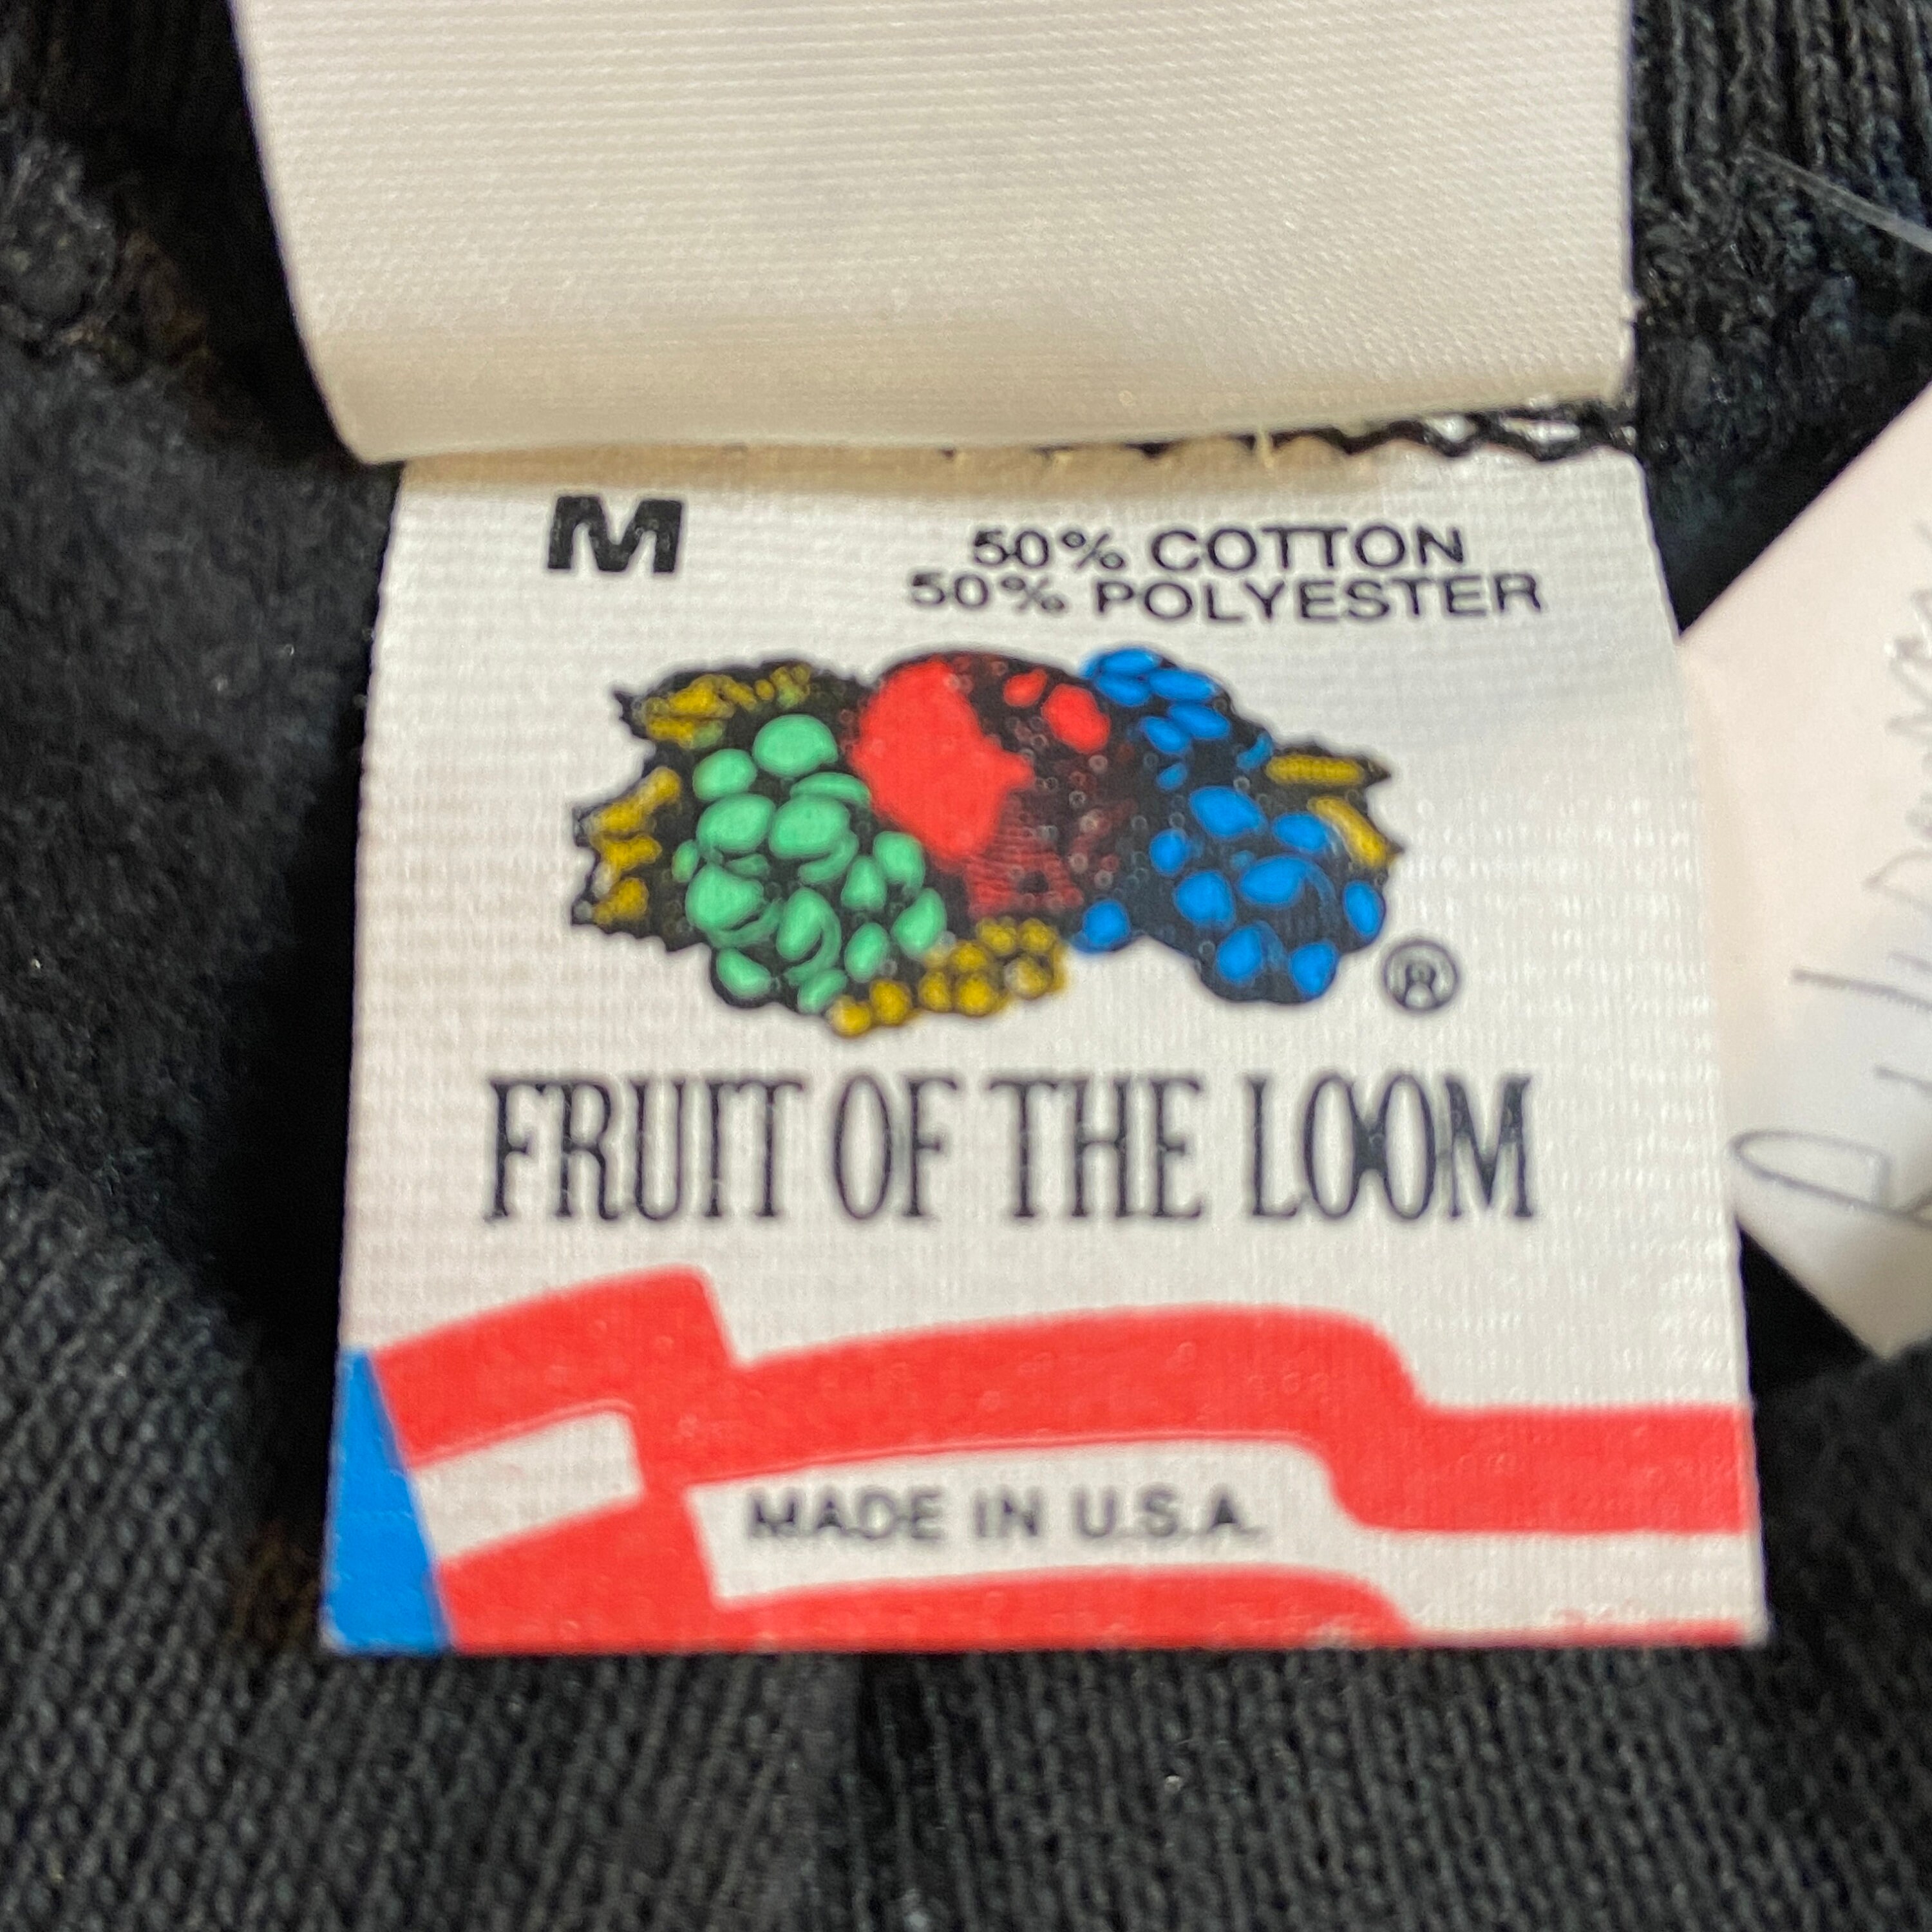 M
50% COTTON
50% POLYESTER
®
FRUIT OF THE LOOM
MADE IN U.S.A.